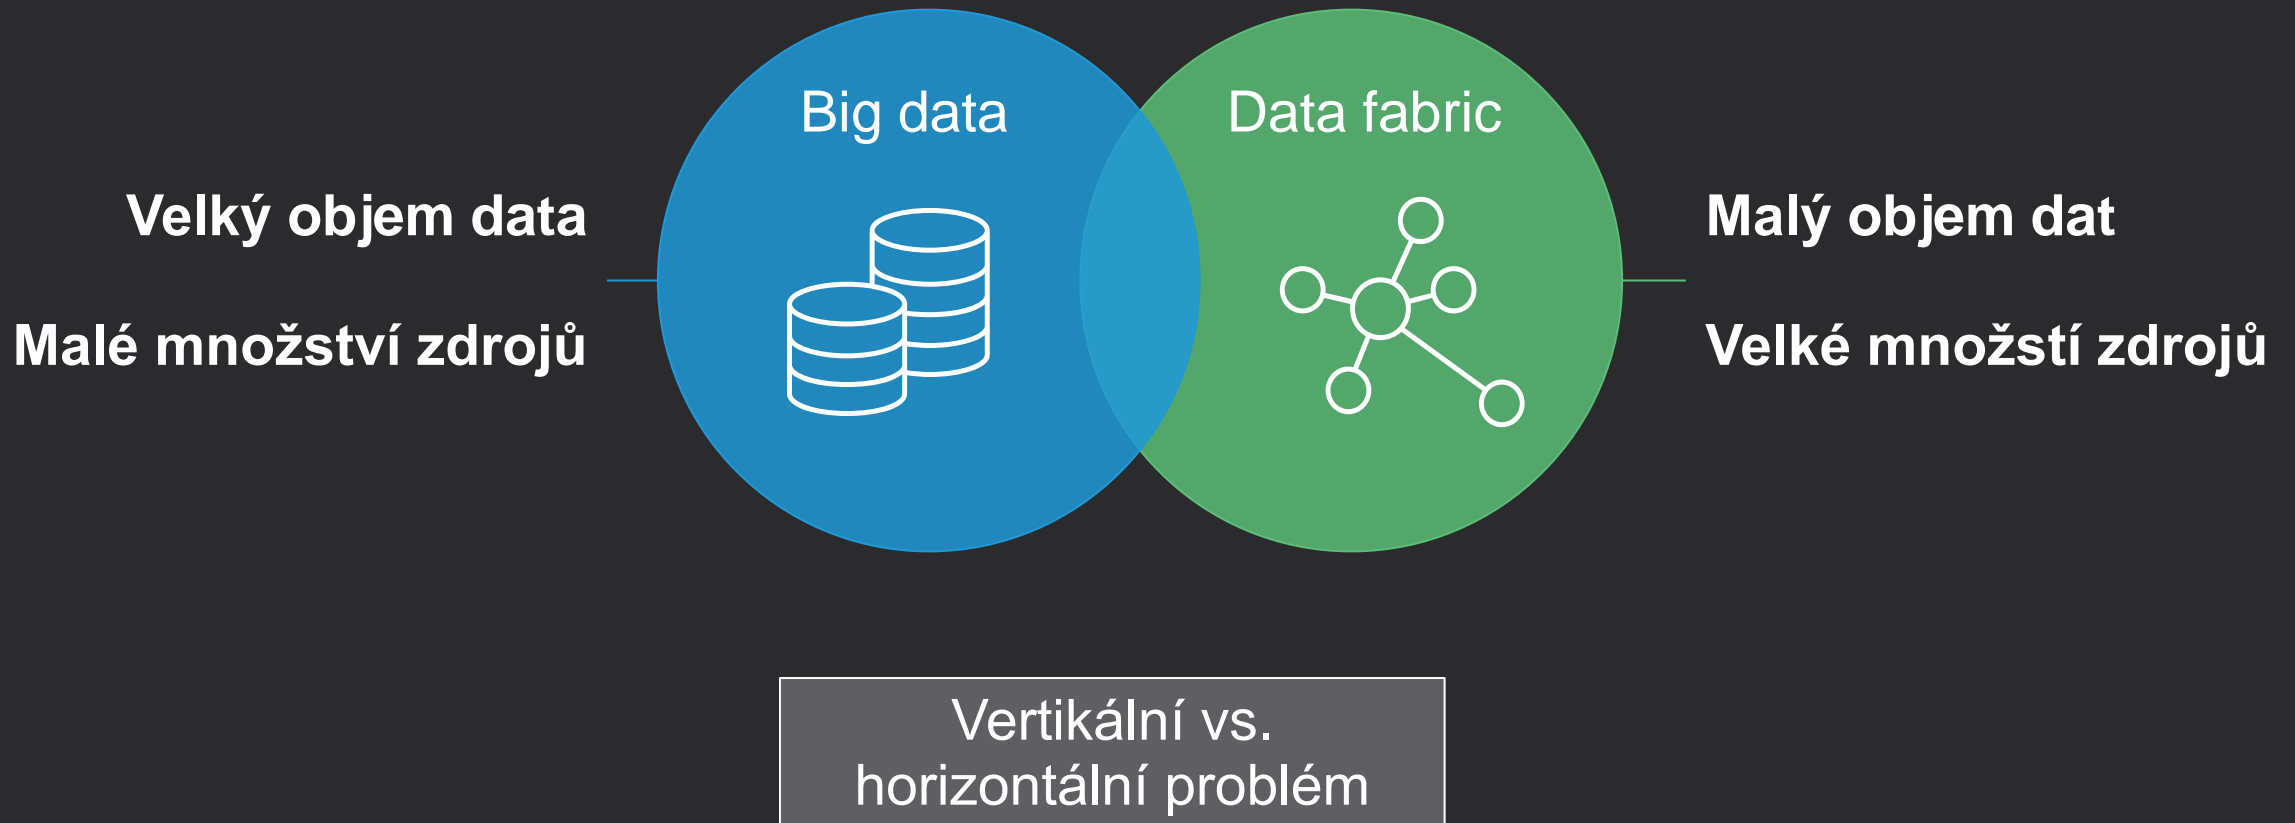 Big data
Data fabric
Velký objem data
Malé množství zdrojů
Malý objem dat
Velké množstí zdrojů
Vertikální vs.
horizontální problém